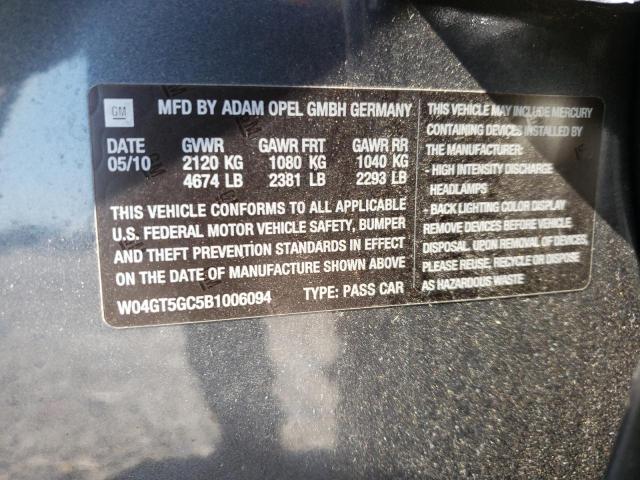 GM
MFD BY ADAM OPEL GMBH GERMANY
DATE GVWR GAWR FRT GAWR RR
05/10 2120 KG 1080 KG 1040 KG
4674 LB 2381 LB 2293 LB
THIS VEHICLE CONFORMS TO ALL APPLICABLE
U.S. FEDERAL MOTOR VEHICLE SAFETY, BUMPER
AND THEFT PREVENTION STANDARDS IN EFFECT
ON THE DATE OF MANUFACTURE SHOWN ABOVE
W04GT5GC5B1006094 TYPE: PASS CAR
THIS VEHICLE MAY INCLUDE MERCURY
CONTAINING DEVICES INSTALLED BY
THE MANUFACTURER:
- HIGH INTENSITY DISCHARGE
HEADLAMPS
- BACK LIGHTING COLOR DISPLAY
REMOVE DEVICES BEFORE VEHICLE
DISPOSAL. UPON REMOVAL OF DEVICES,
PLEASE REUSE, RECYCLE OR DISPOSE
AS HAZARDOUS WASTE